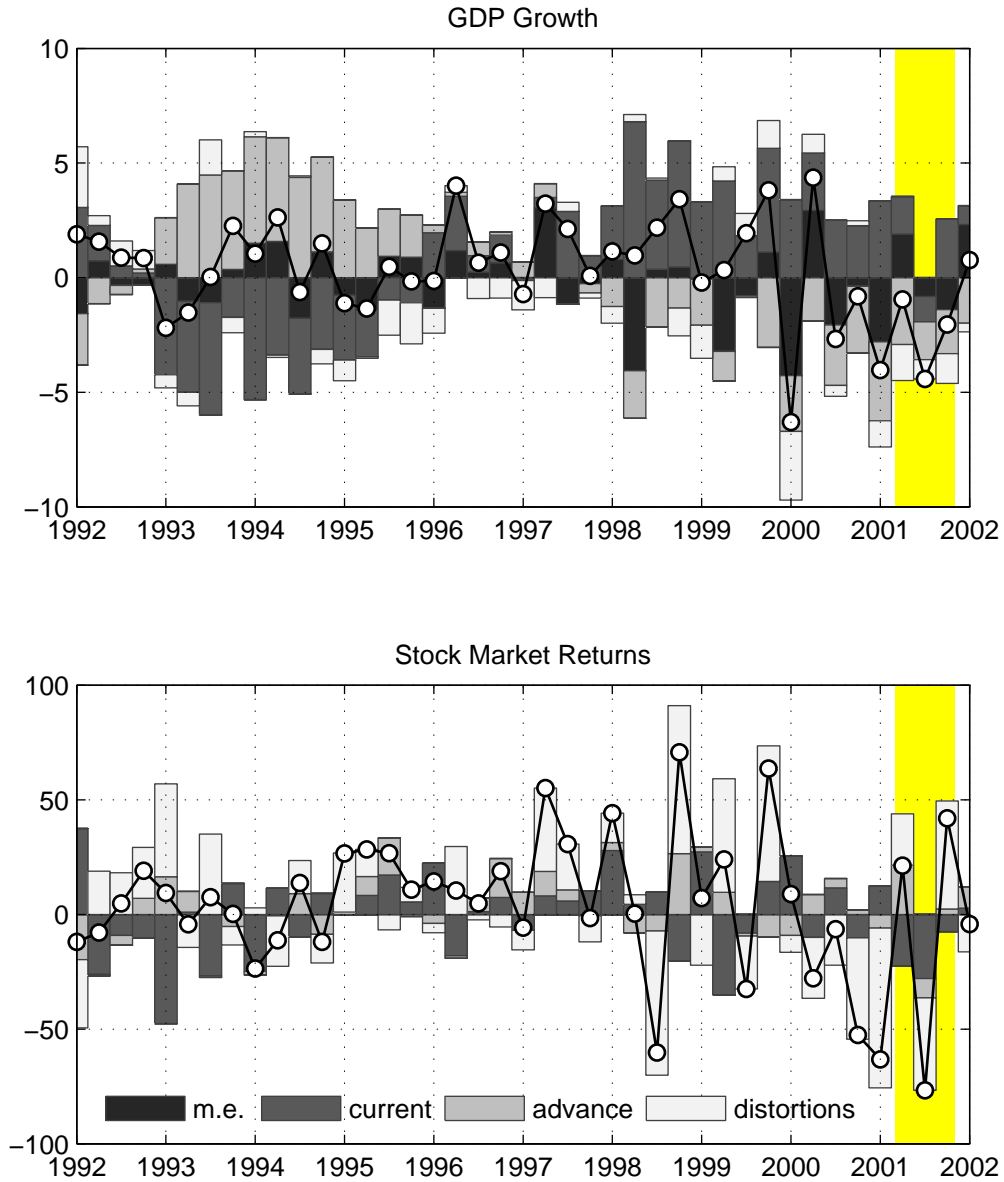 GDP Growth
10
5
0
−5
−10
1992 1993 1994 1995 1996 1997 1998 1999 2000 2001 2002
Stock Market Returns
100
50
0
−50
−100
m.e. current advance distortions
1992 1993 1994 1995 1996 1997 1998 1999 2000 2001 2002